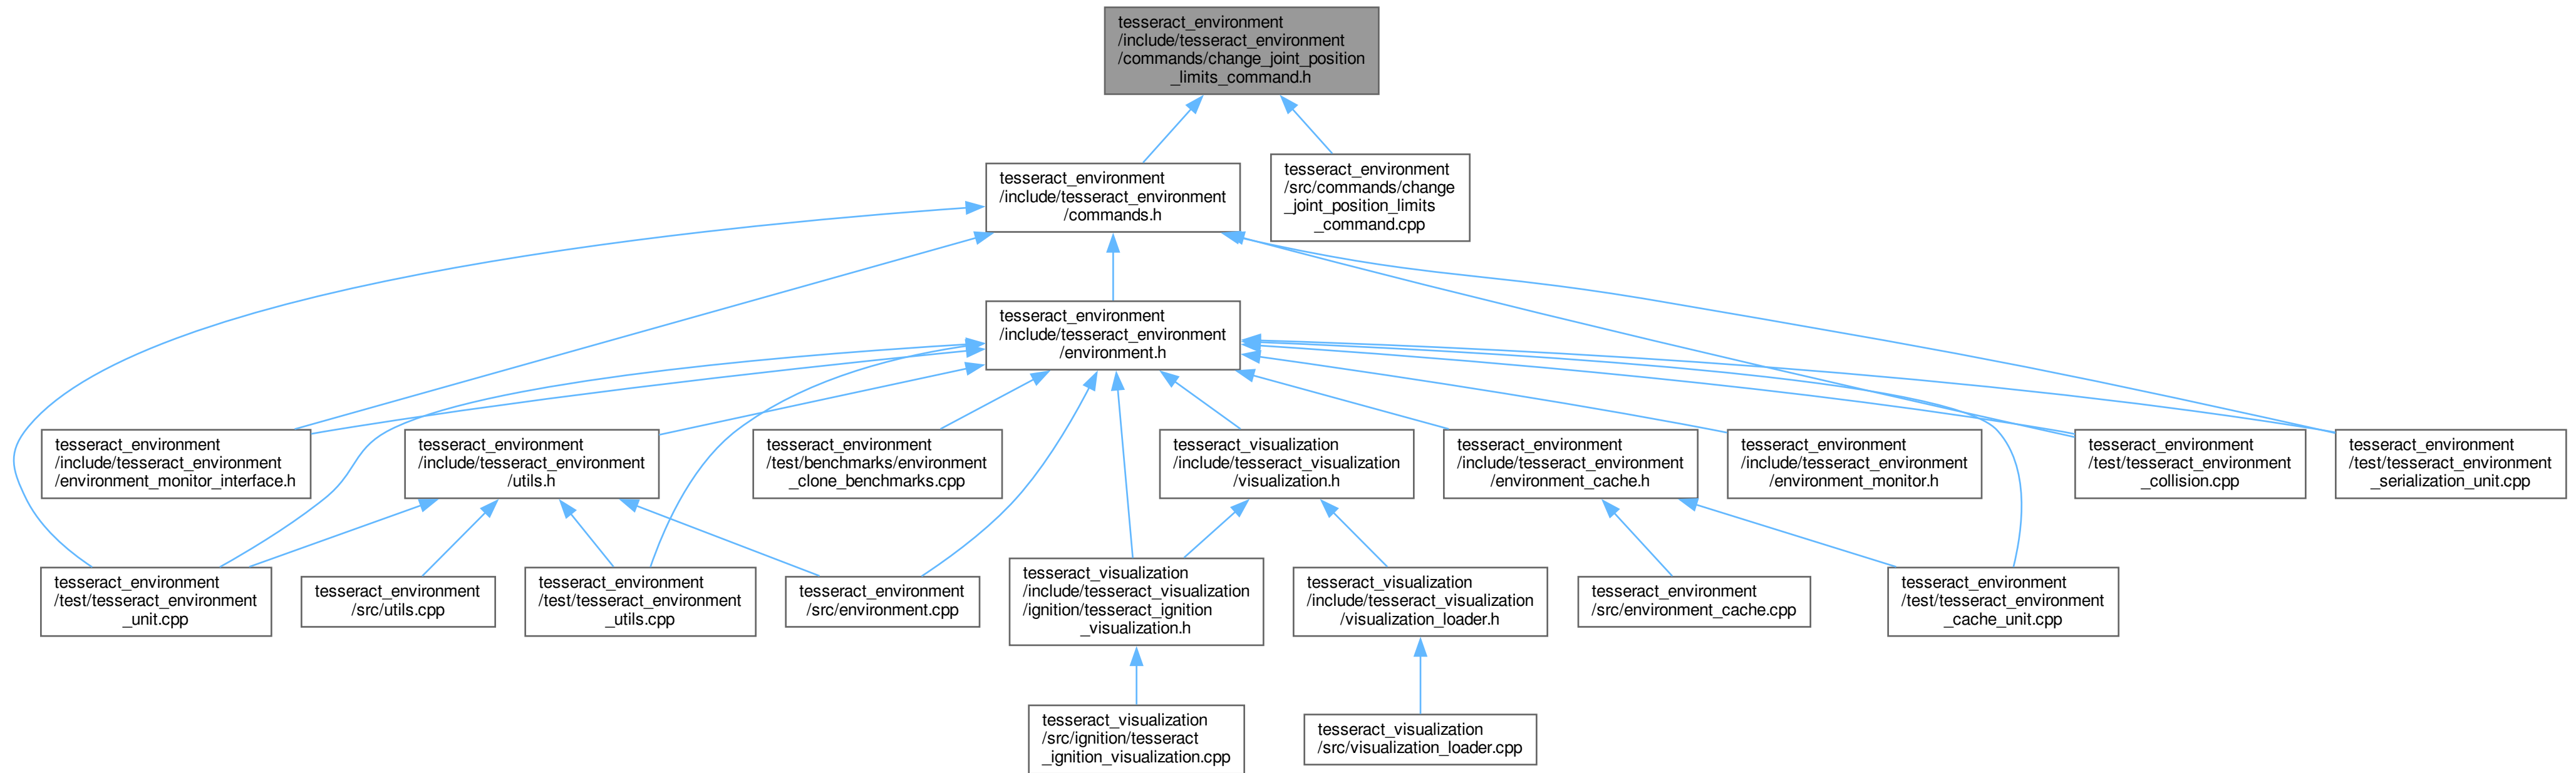 tesseract_environment
/include/tesseract_environment
/commands/change_joint_position
_limits_command.h
tesseract_environment
/include/tesseract_environment
/commands.h
tesseract_environment
/src/commands/change
_joint_position_limits
_command.cpp
tesseract_environment
/include/tesseract_environment
/environment.h
tesseract_environment
/include/tesseract_environment
/environment_monitor_interface.h
tesseract_environment
/include/tesseract_environment
/utils.h
tesseract_environment
/test/benchmarks/environment
_clone_benchmarks.cpp
tesseract_visualization
/include/tesseract_visualization
/visualization.h
tesseract_environment
/include/tesseract_environment
/environment_cache.h
tesseract_environment
/include/tesseract_environment
/environment_monitor.h
tesseract_environment
/test/tesseract_environment
_collision.cpp
tesseract_environment
/test/tesseract_environment
_serialization_unit.cpp
tesseract_environment
/test/tesseract_environment
_unit.cpp
tesseract_environment
/src/utils.cpp
tesseract_environment
/test/tesseract_environment
_utils.cpp
tesseract_environment
/src/environment.cpp
tesseract_visualization
/include/tesseract_visualization
/ignition/tesseract_ignition
_visualization.h
tesseract_visualization
/include/tesseract_visualization
/visualization_loader.h
tesseract_environment
/src/environment_cache.cpp
tesseract_environment
/test/tesseract_environment
_cache_unit.cpp
tesseract_visualization
/src/ignition/tesseract
_ignition_visualization.cpp
tesseract_visualization
/src/visualization_loader.cpp